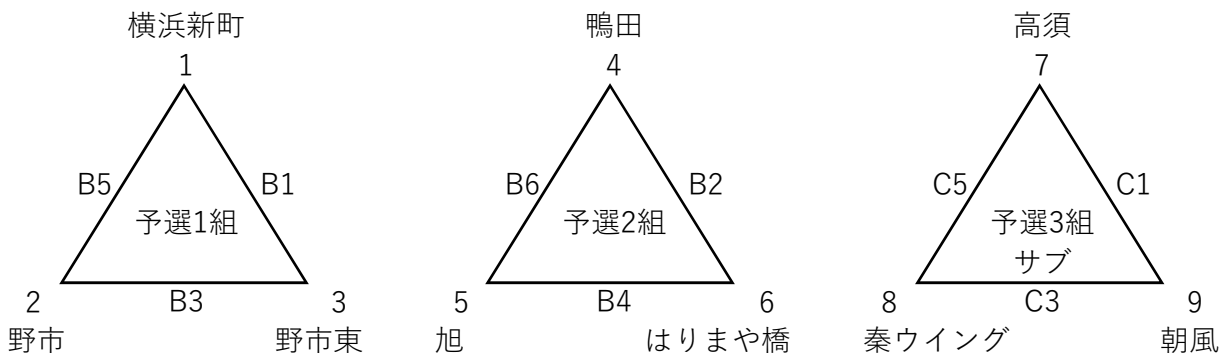 横浜新町
1
B5
B1
予選1組
2
B3
3
野市
野市東
鴨田
4
B6
B2
予選2組
5
B4
6
旭
はりまや橋
高須
7
C5
C1
予選3組
サブ
8
C3
9
秦ウイング
朝風